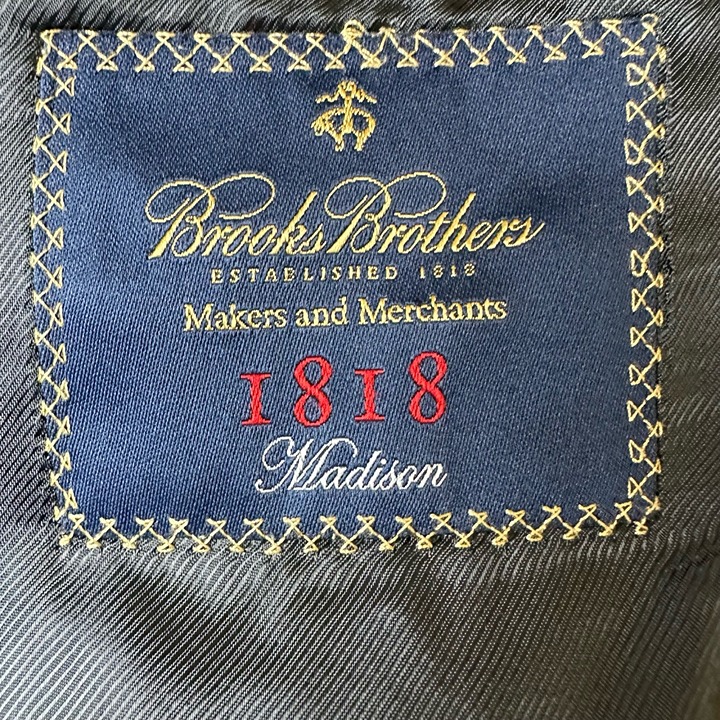 Brooks Brothers
ESTABLISHED 1818
Makers and Merchants
1818
Madison